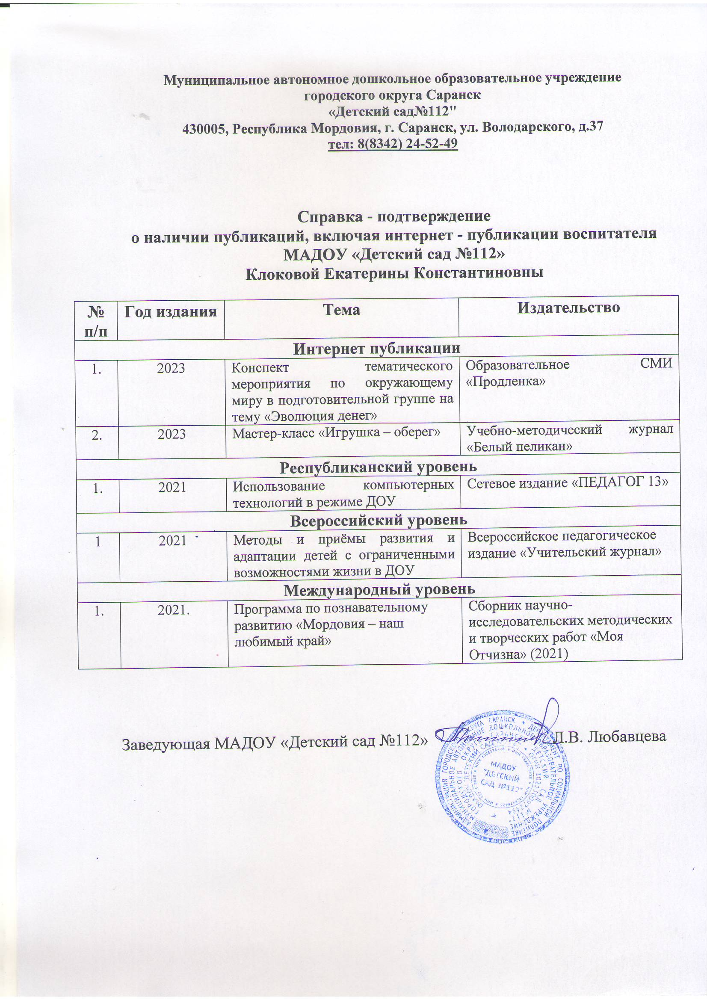 Муниципальное автономное дошкольное образовательное учреждение
городского округа Саранск
«Детский сад№112"
430005, Республика Мордовия, г. Саранск, ул. Володарского, д.37
тел: 8(8342) 24-52-49
Справка - подтверждение
о наличии публикаций, включая интернет - публикации воспитателя
МАДОУ «Детский сад №112»
Клоковой Екатерины Константиновны
№ п/п Год издания Тема Издательство
Интернет публикации
1. 2023 Конспект тематического Образовательное СМИ
мероприятия по окружающему «Продленка»
миру в подготовительной группе на
тему «Эволюция денег»
2. 2023 Мастер-класс «Игрушка – оберег» Учебно-методический журнал
«Белый пеликан»
Республиканский уровень
1. 2021 Использование компьютерных Сетевое издание «ПЕДАГОГ 13»
технологий в режиме ДОУ
Всероссийский уровень
1 2021 Методы и приёмы развития и Всероссийское педагогическое
адаптации детей с ограниченными издание «Учительский журнал»
возможностями жизни в ДОУ
Международный уровень
1. 2021. Программа по познавательному Сборник научно-
развитию «Мордовия – наш исследовательских методических
любимый край» и творческих работ «Моя
Отчизна» (2021)
Заведующая МАДОУ «Детский сад №112» Л.В. Любавцева
МАДОУ
"ДЕТСКИЙ
САД №112"